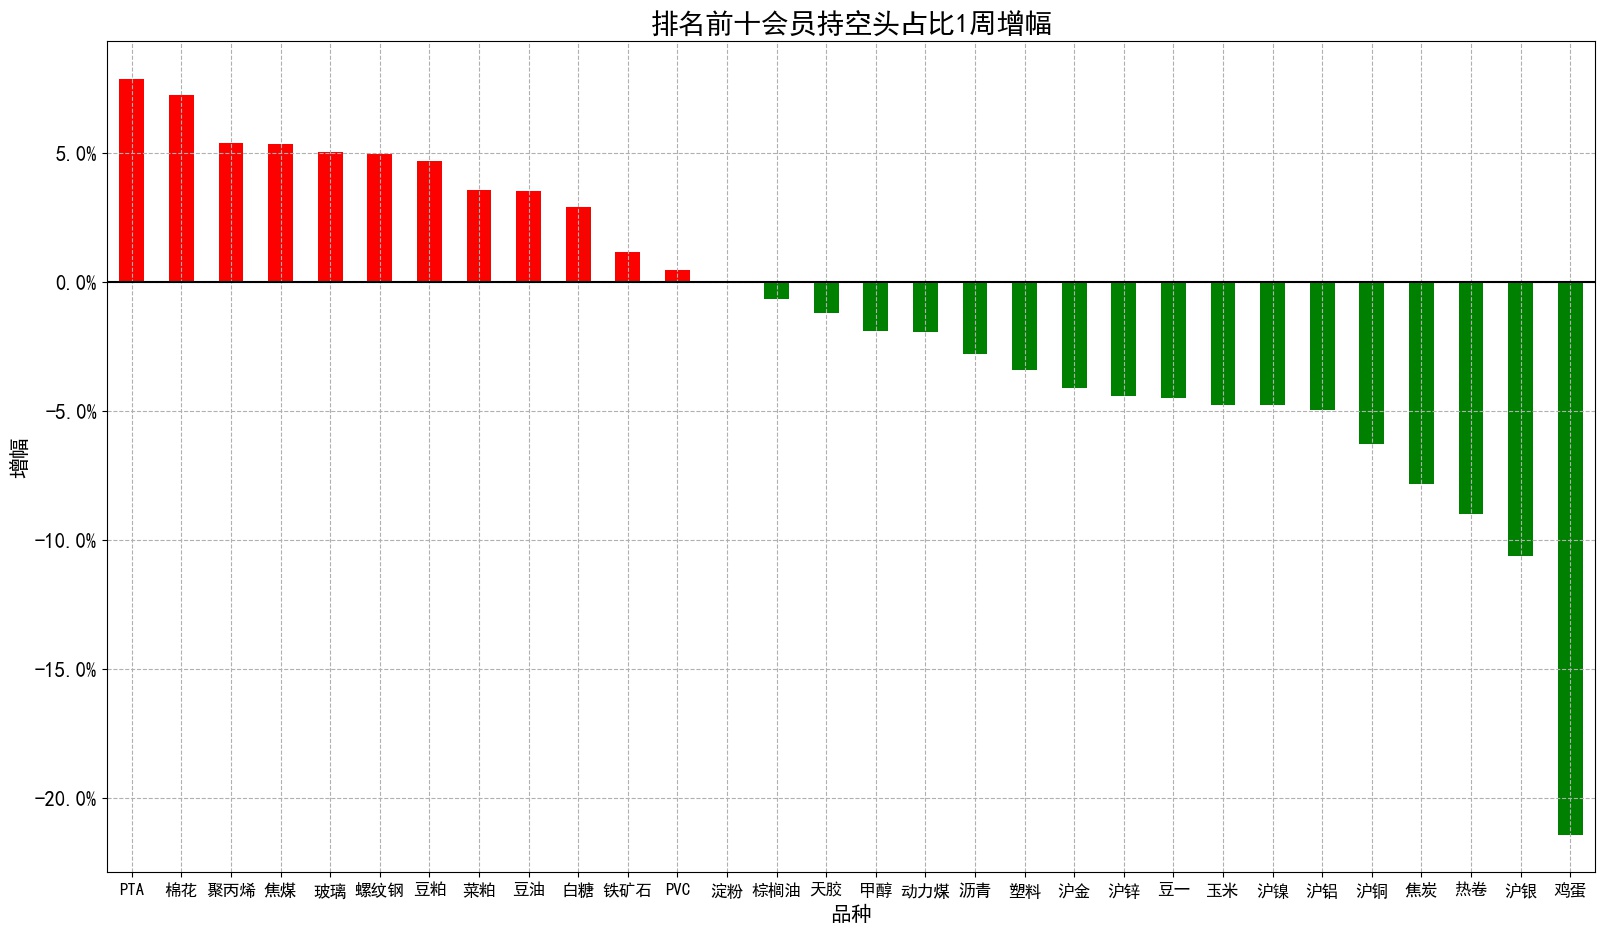 排名前十会员持空头占比1周增幅
5.0%
0.0%
-5.0%
-10.0%
-15.0%
-20.0%
增幅
PTA 棉花 聚丙烯 焦煤 玻璃 螺纹钢 豆粕 菜粕 豆油 白糖 铁矿石 PVC 淀粉 棕榈油 天胶 甲醇 动力煤 沥青 塑料 沪金 沪锌 豆一 玉米 沪镍 沪铝 沪铜 焦炭 热卷 沪银 鸡蛋
品种